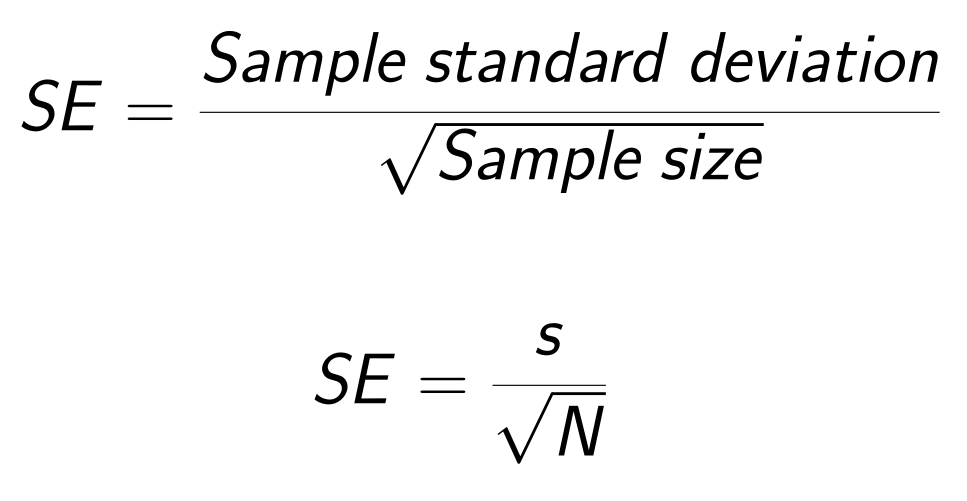 SE = Sample standard deviation / √Sample size
SE = s / √N